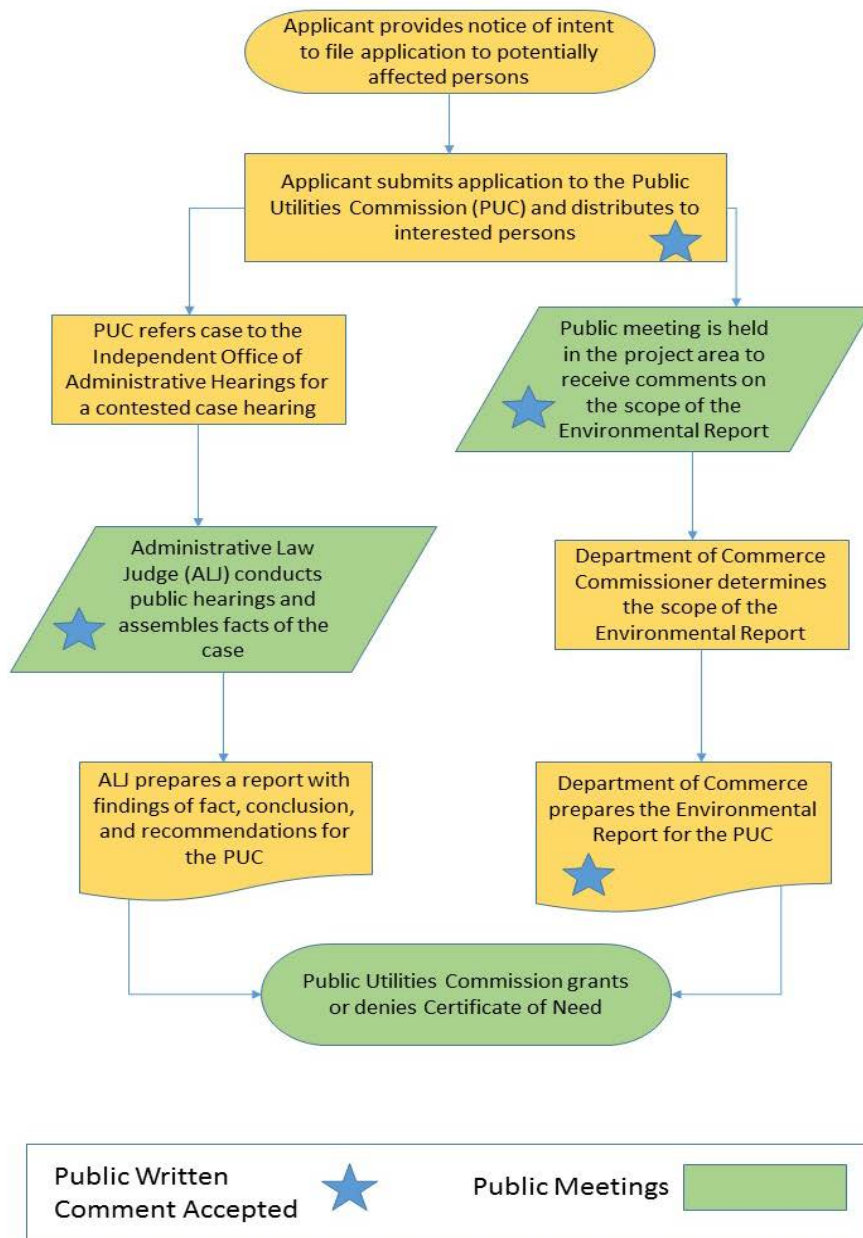 Applicant provides notice of intent
to file application to potentially
affected persons
Applicant submits application to the Public
Utilities Commission (PUC) and distributes to
interested persons
PUC refers case to the
Independent Office of
Administrative Hearings for
a contested case hearing
Public meeting is held
in the project area to
receive comments on
the scope of the
Environmental Report
Administrative Law
Judge (ALJ) conducts
public hearings and
assembles facts of the
case
Department of Commerce
Commissioner determines
the scope of the
Environmental Report
ALJ prepares a report with
findings of fact, conclusion,
and recommendations for
the PUC
Department of Commerce
prepares the Environmental
Report for the PUC
Public Utilities Commission grants
or denies Certificate of Need
Public Written
Comment Accepted
Public Meetings